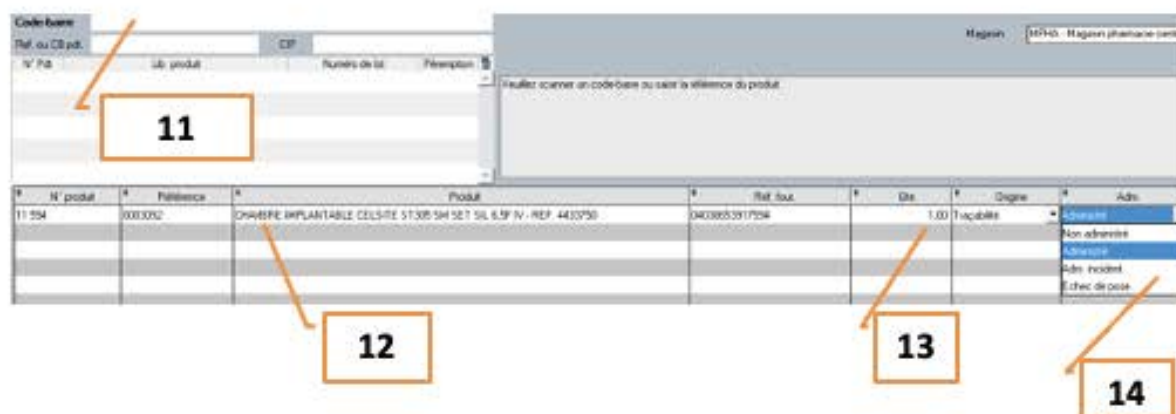 Code-barre
Réf. ou CB pdt. CIP
Magasin MPHA - Magasin pharmacie cent
N° Pdt Lib. produit Numéro de lot Péremption
Veuillez scanner un code-barre ou saisir la référence du produit
11
N° produit Référence Produit Réf. four. Qté Origine Adm.
11 594 CHAMBRE IMPLANTABLE CELSITE ST305 SM SET SIL 6.5F IV - REF. 4433750 1,00 Traçabilité Administré
Non administré
Administré
Adm. incident
Echec de pose
12
13
14